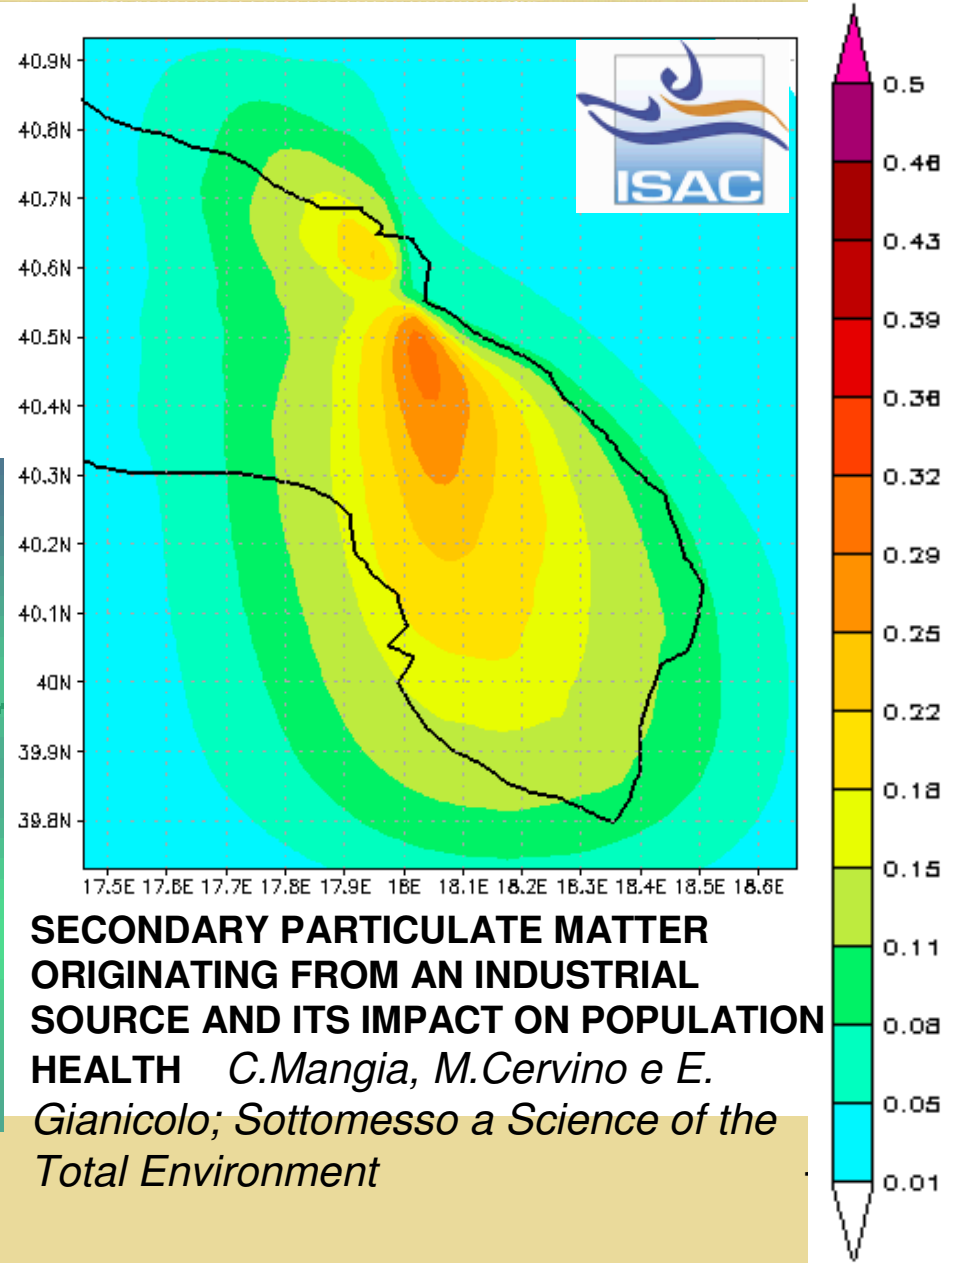 40.9N
40.8N
40.7N
40.6N
40.5N
40.4N
40.3N
40.2N
40.1N
40N
39.9N
39.8N
ISAC
17.5E 17.6E 17.7E 17.8E 17.9E 18E 18.1E 18.2E 18.3E 18.4E 18.5E 18.6E
0.5
0.46
0.43
0.39
0.36
0.32
0.29
0.25
0.22
0.18
0.15
0.11
0.08
0.05
0.01
SECONDARY PARTICULATE MATTER
ORIGINATING FROM AN INDUSTRIAL
SOURCE AND ITS IMPACT ON POPULATION
HEALTH C.Mangia, M.Cervino e E.
Gianicolo; Sottomesso a Science of the
Total Environment